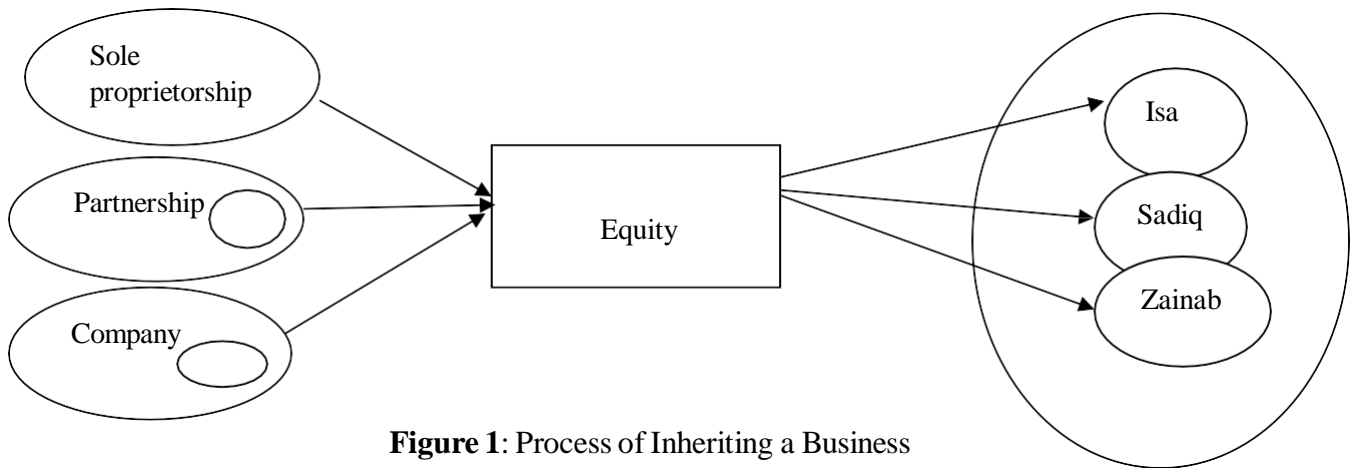 Sole
proprietorship
Partnership
Company
Equity
Isa
Sadiq
Zainab
Figure 1: Process of Inheriting a Business